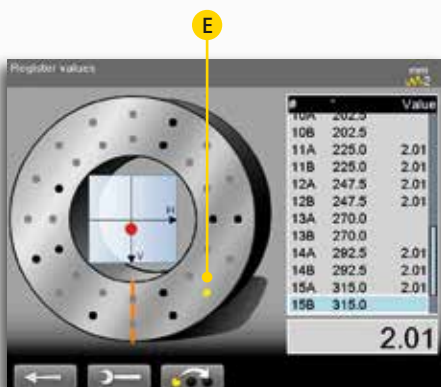 E
Register values
mm
-2
# ° Value
10A 202.5
10B 202.5
11A 225.0 2.01
11B 225.0 2.01
12A 247.5 2.01
12B 247.5 2.01
13A 270.0
13B 270.0
14A 292.5 2.01
14B 292.5 2.01
15A 315.0 2.01
15B 315.0
2.01
H
V